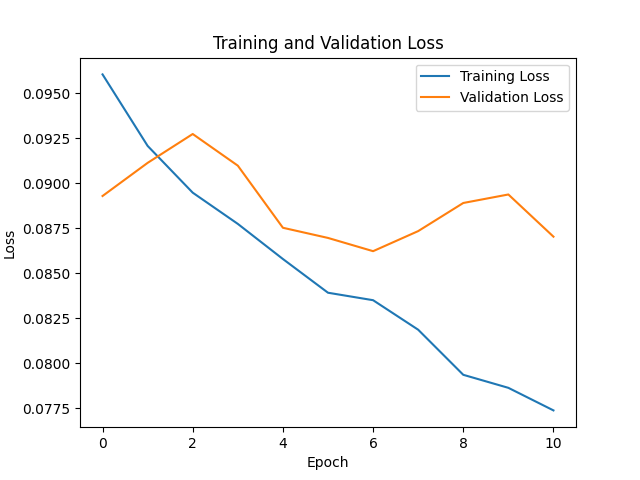 Training and Validation Loss
Training Loss
Validation Loss
0.0950
0.0925
0.0900
0.0875
0.0850
0.0825
0.0800
0.0775
Loss
0 2 4 6 8 10
Epoch